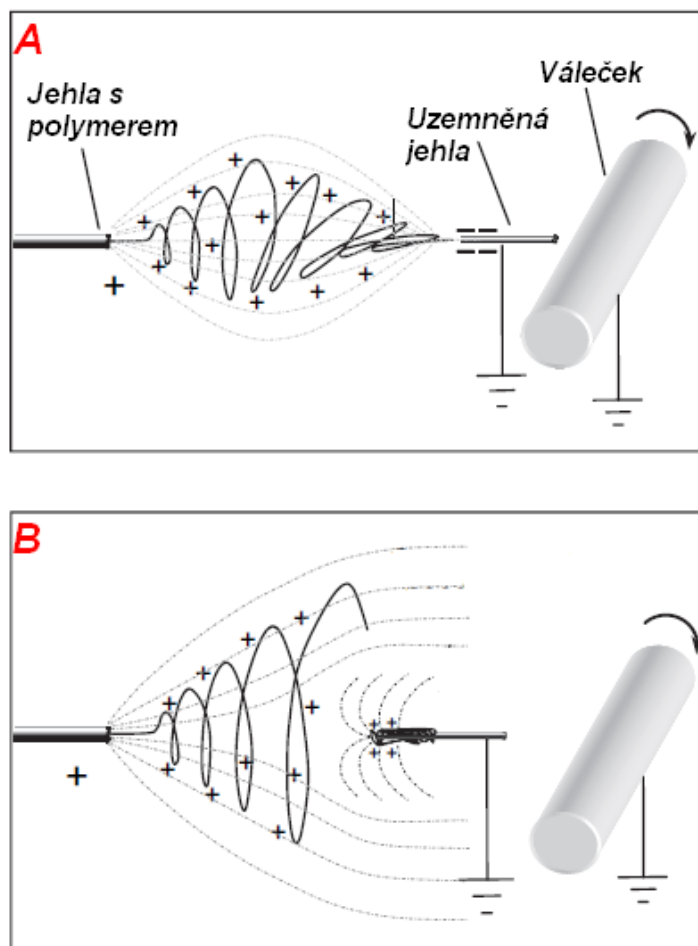 A
Jehla s
polymerem
Uzemněná
jehla
Váleček
+
B
+